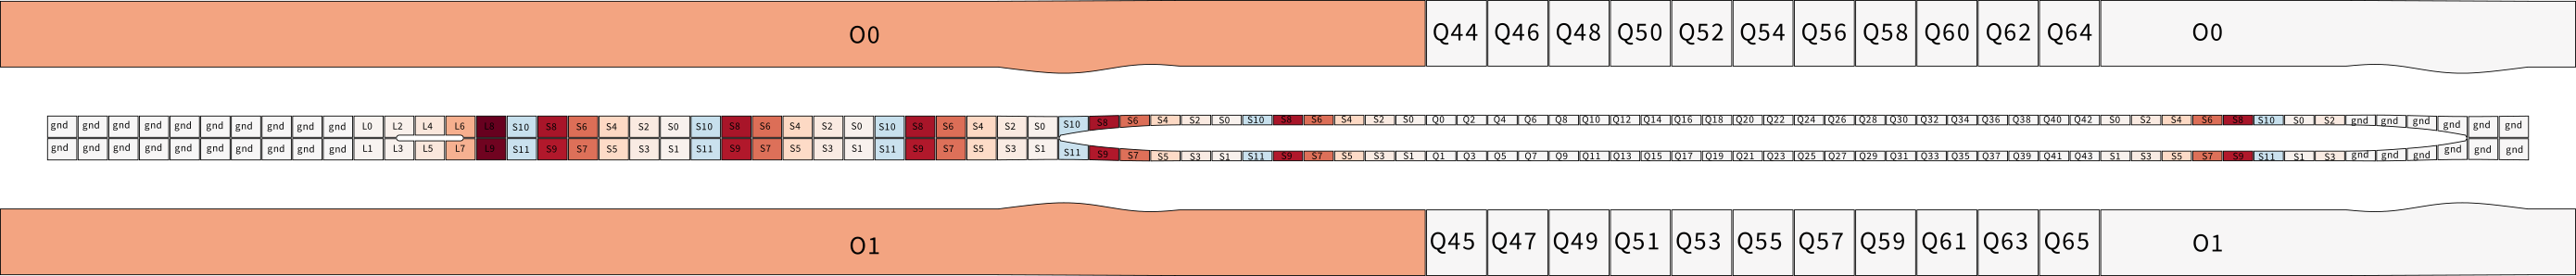 O0 Q44 Q46 Q48 Q50 Q52 Q54 Q56 Q58 Q60 Q62 Q64 O0
gnd gnd gnd gnd gnd gnd gnd gnd gnd gnd L0 L2 L4 L6 L8 S10 S8 S6 S4 S2 S0 S10 S8 S6 S4 S2 S0 S10 S8 S6 S4 S2 S0 S10 S8 S6 S4 S2 S0 S10 S8 S6 S4 S2 S0 Q0 Q2 Q4 Q6 Q8 Q10 Q12 Q14 Q16 Q18 Q20 Q22 Q24 Q26 Q28 Q30 Q32 Q34 Q36 Q38 Q40 Q42 S0 S2 S4 S6 S8 S10 S0 S2 gnd gnd gnd gnd gnd gnd
gnd gnd gnd gnd gnd gnd gnd gnd gnd gnd L1 L3 L5 L7 L9 S11 S9 S7 S5 S3 S1 S11 S9 S7 S5 S3 S1 S11 S9 S7 S5 S3 S1 S11 S9 S7 S5 S3 S1 S11 S9 S7 S5 S3 S1 Q1 Q3 Q5 Q7 Q9 Q11 Q13 Q15 Q17 Q19 Q21 Q23 Q25 Q27 Q29 Q31 Q33 Q35 Q37 Q39 Q41 Q43 S1 S3 S5 S7 S9 S11 S1 S3 gnd gnd gnd gnd gnd gnd
O1 Q45 Q47 Q49 Q51 Q53 Q55 Q57 Q59 Q61 Q63 Q65 O1